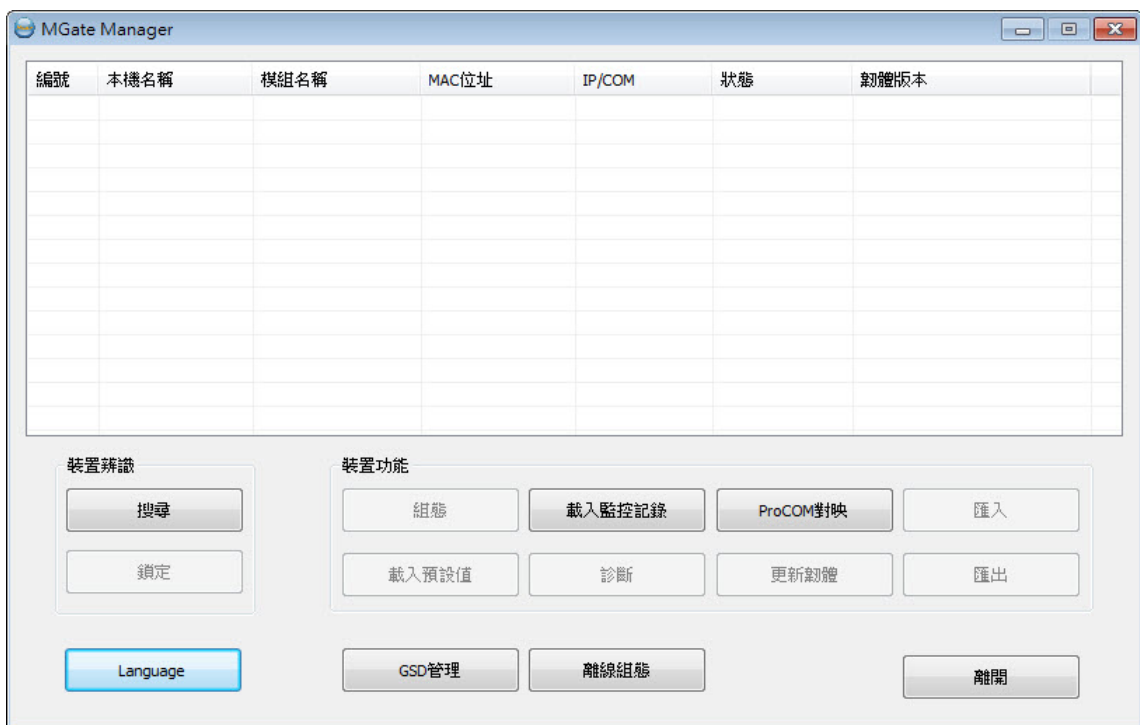 MGate Manager
編號 本機名稱 模組名稱 MAC位址 IP/COM 狀態 韌體版本
裝置辨識 裝置功能
搜尋 組態 載入監控記錄 ProCOM對映 匯入
鎖定 載入預設值 診斷 更新韌體 匯出
Language GSD管理 離線組態 離開